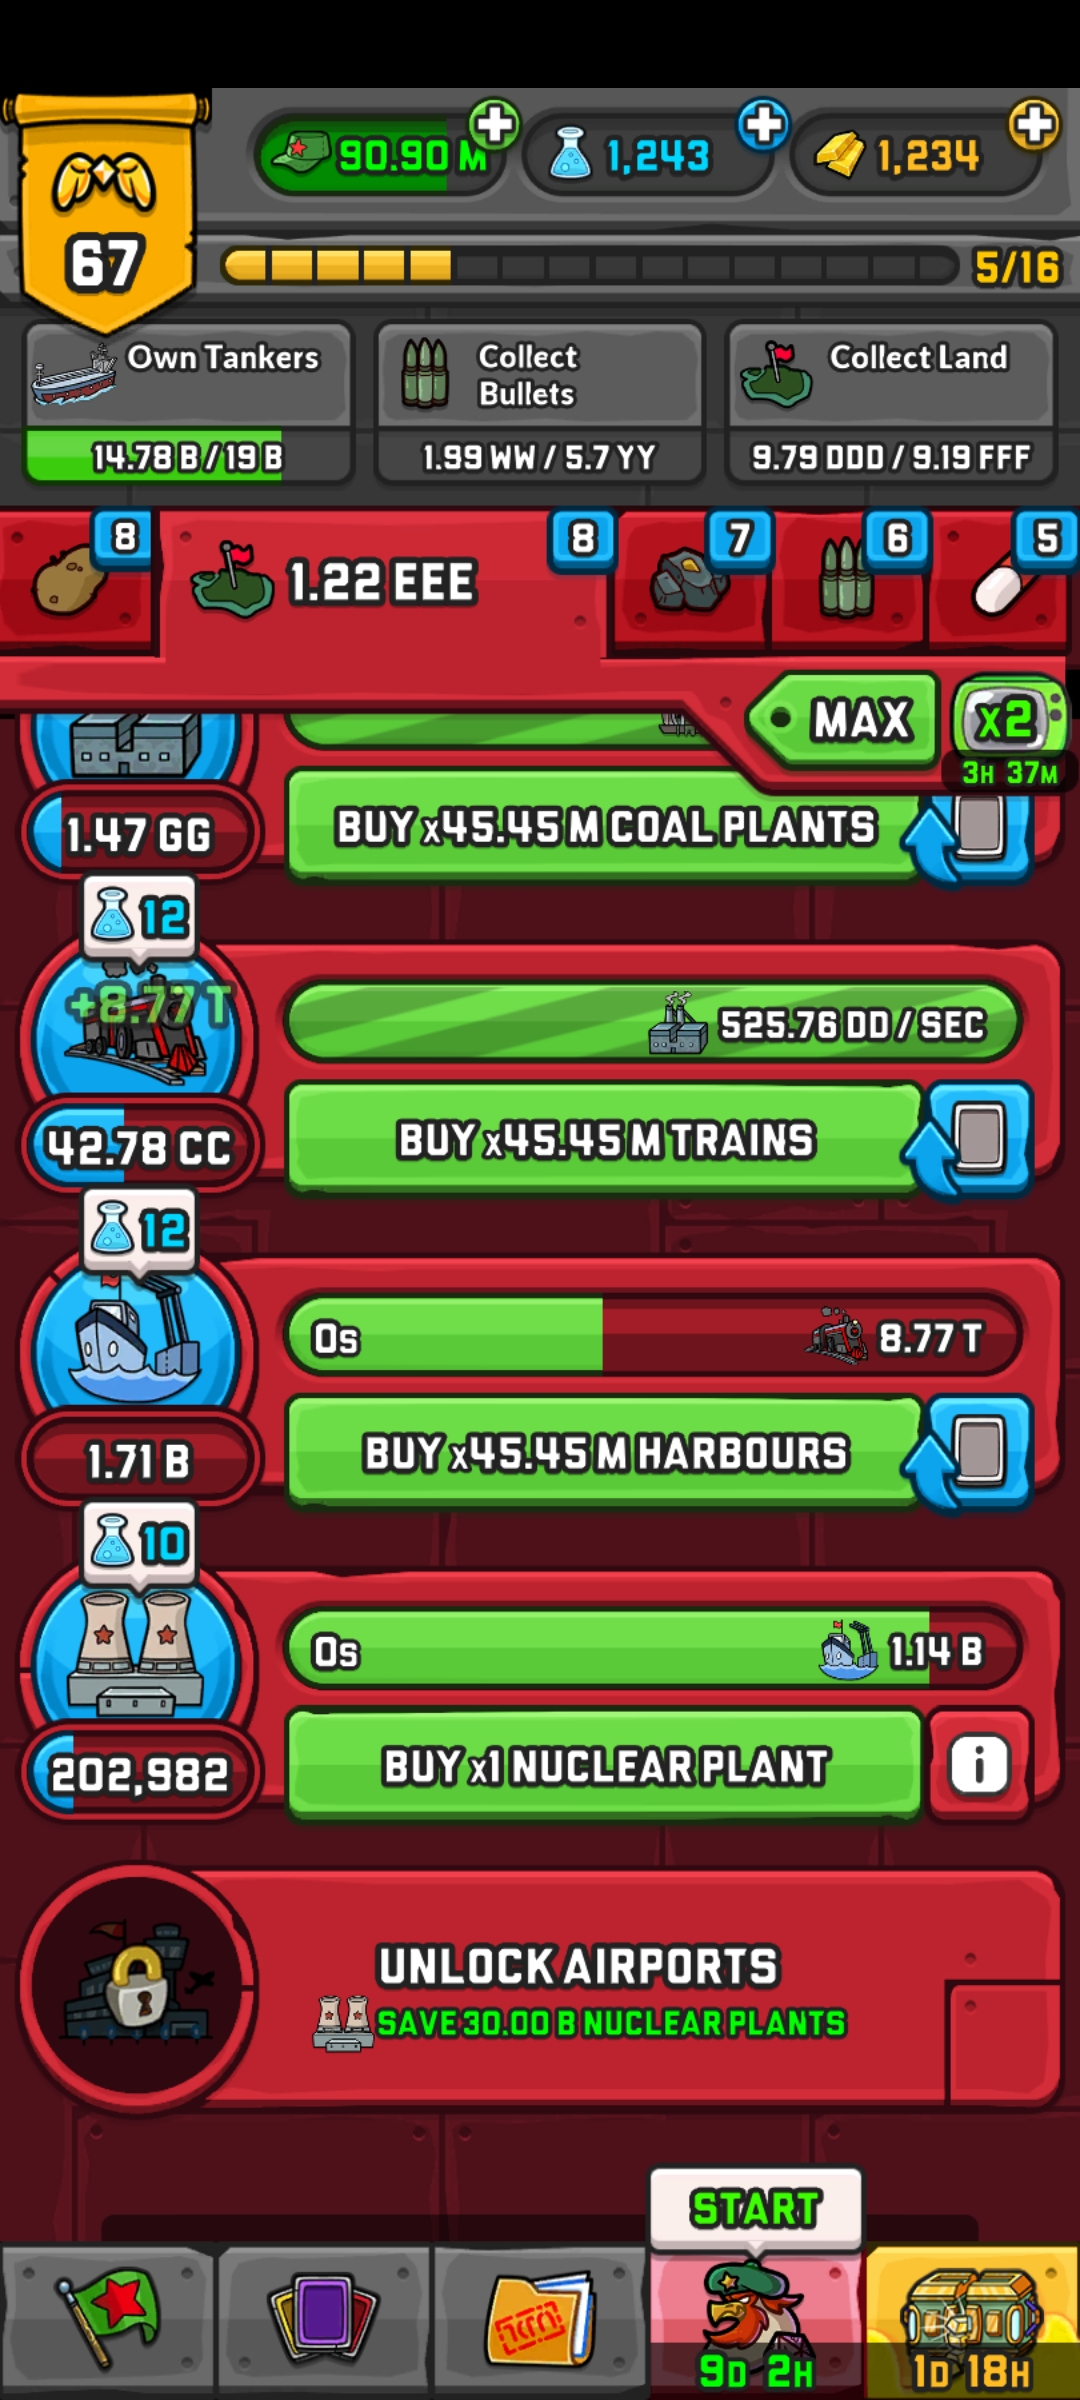 90.90 M
1,243
1,234
67
5/16
Own Tankers
14.78 B / 19 B
Collect
Bullets
1.99 WW / 5.7 YY
Collect Land
9.79 DDD / 9.19 FFF
8
1.22 EEE
8
7
6
5
MAX
x2
3H 37M
1.47 GG
BUY x45.45 M COAL PLANTS
12
+8.77 T
525.76 DD / SEC
42.78 CC
BUY x45.45 M TRAINS
12
0s
8.77 T
1.71 B
BUY x45.45 M HARBOURS
10
0s
1.14 B
202,982
BUY x1 NUCLEAR PLANT
i
UNLOCK AIRPORTS
SAVE 30.00 B NUCLEAR PLANTS
START
9D 2H
1D 18H